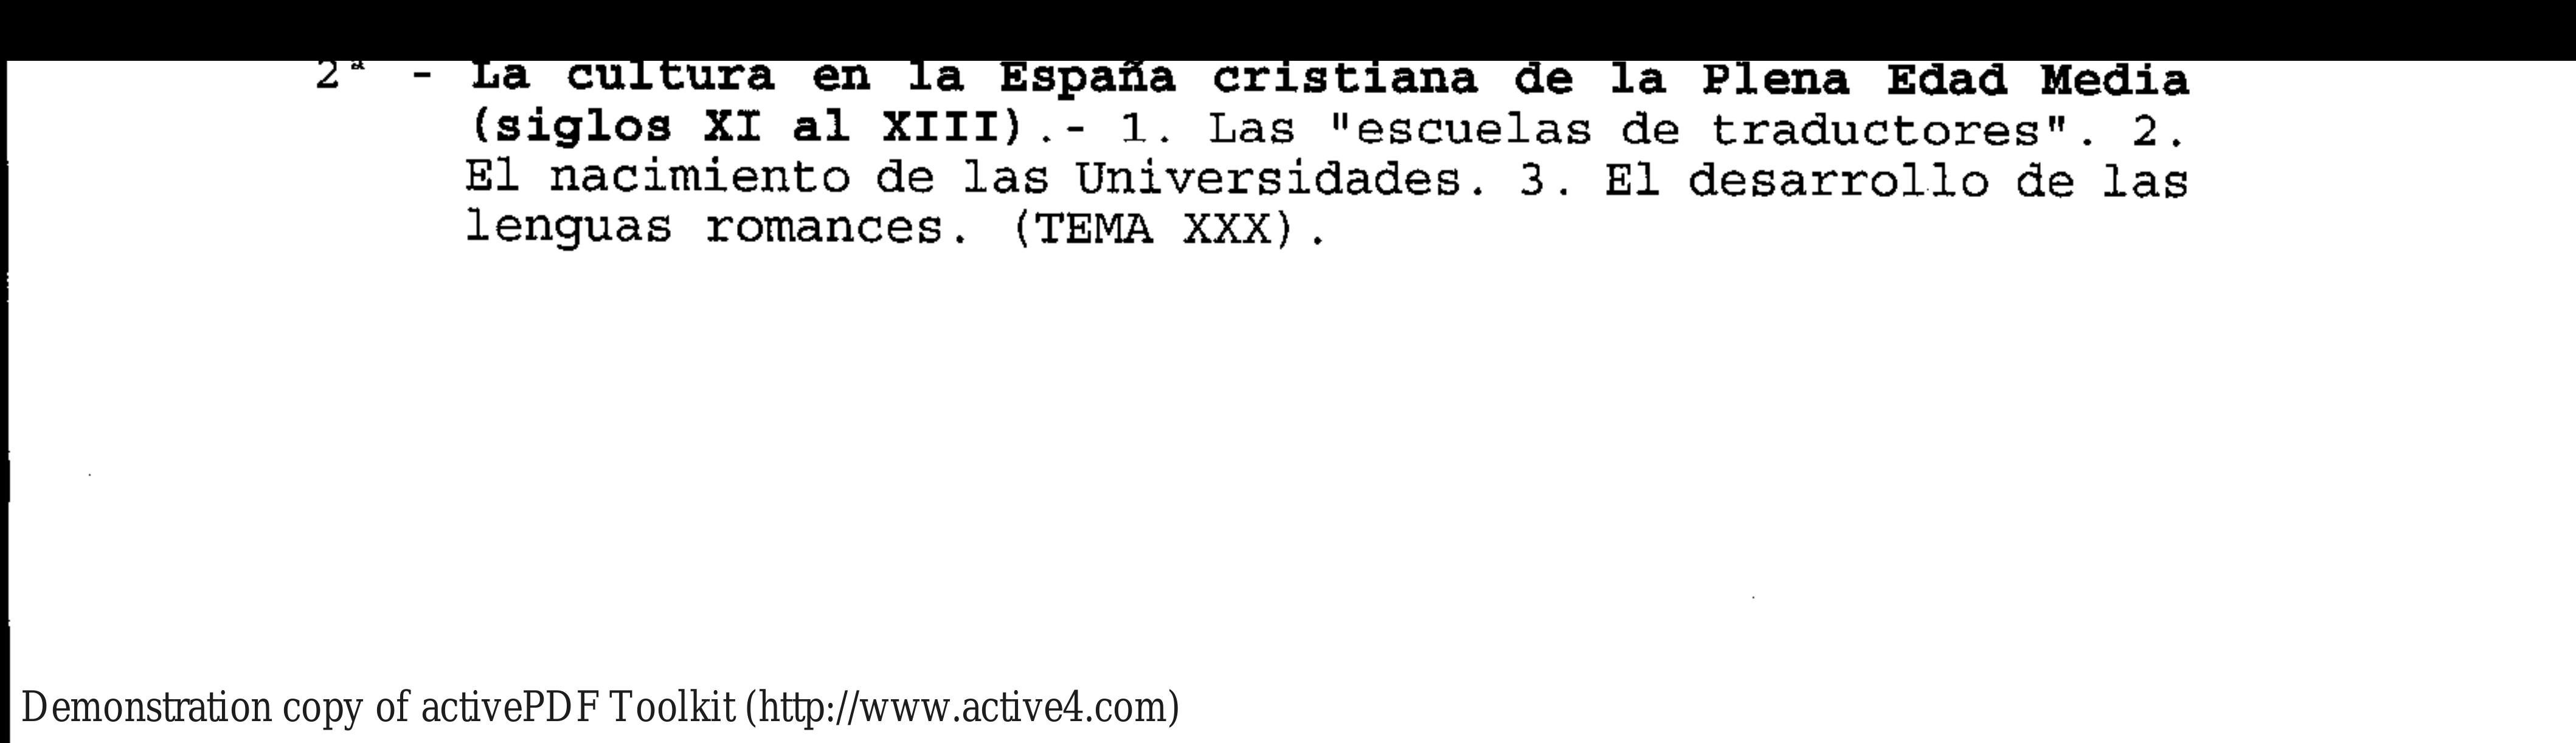 2ª - La cultura en la España cristiana de la Plena Edad Media
(siglos XI al XIII).- 1. Las "escuelas de traductores". 2.
El nacimiento de las Universidades. 3. El desarrollo de las
lenguas romances. (TEMA XXX).
Demonstration copy of activePDF Toolkit (http://www.active4.com)